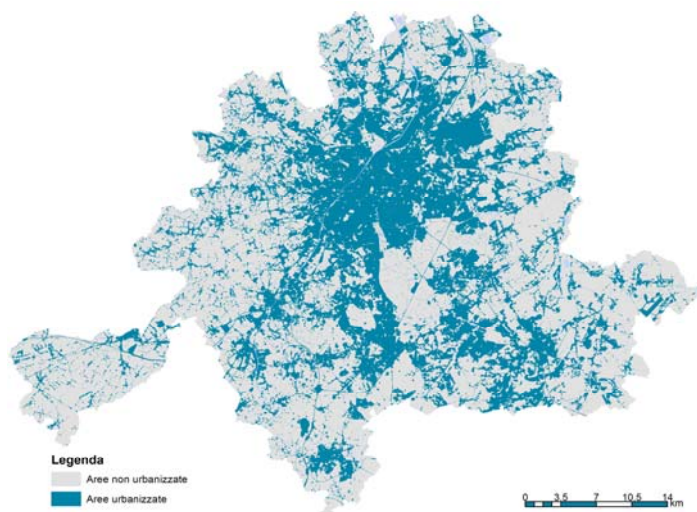 Legenda
Aree non urbanizzate
Aree urbanizzate
0 3.5 7 10.5 14
km